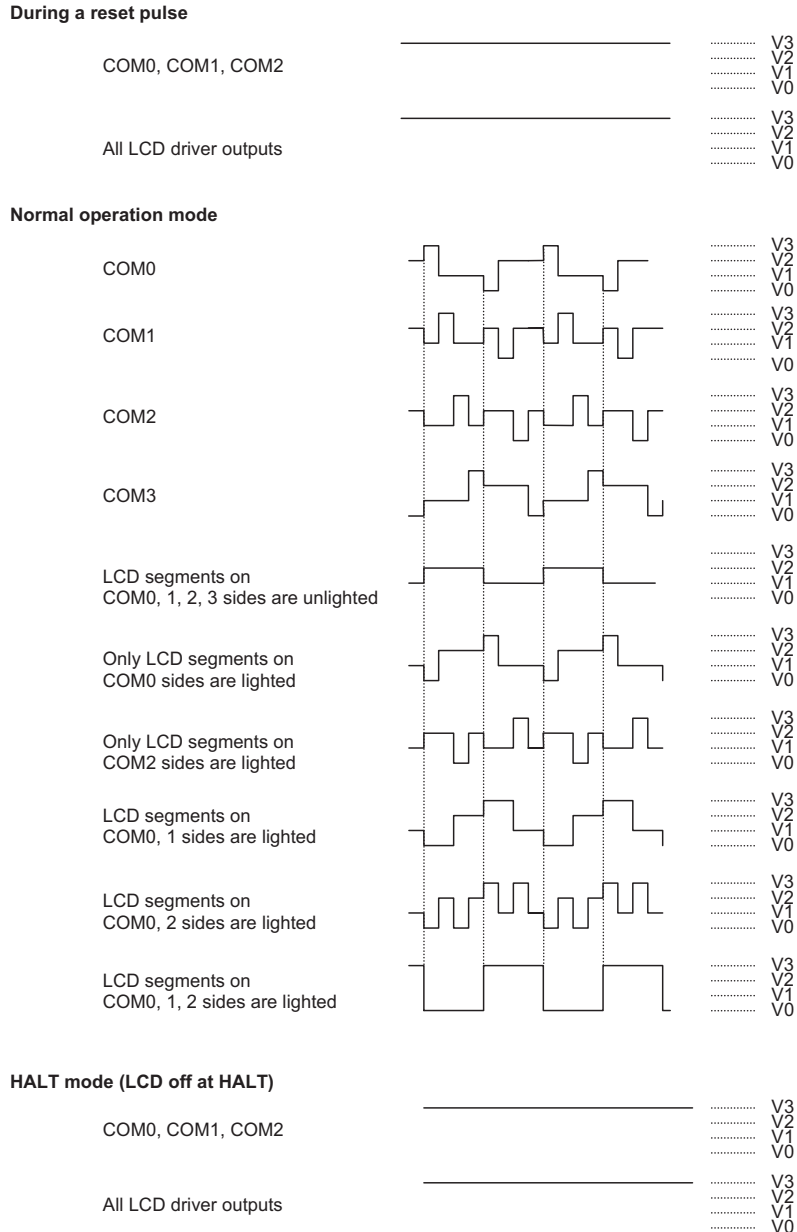 During a reset pulse
COM0, COM1, COM2
V3
V2
V1
V0
All LCD driver outputs
V3
V2
V1
V0
Normal operation mode
COM0
V3
V2
V1
V0
COM1
V3
V2
V1
V0
COM2
V3
V2
V1
V0
COM3
V3
V2
V1
V0
LCD segments on
COM0, 1, 2, 3 sides are unlighted
V3
V2
V1
V0
Only LCD segments on
COM0 sides are lighted
V3
V2
V1
V0
Only LCD segments on
COM2 sides are lighted
V3
V2
V1
V0
LCD segments on
COM0, 1 sides are lighted
V3
V2
V1
V0
LCD segments on
COM0, 2 sides are lighted
V3
V2
V1
V0
LCD segments on
COM0, 1, 2 sides are lighted
V3
V2
V1
V0
HALT mode (LCD off at HALT)
COM0, COM1, COM2
V3
V2
V1
V0
All LCD driver outputs
V3
V2
V1
V0